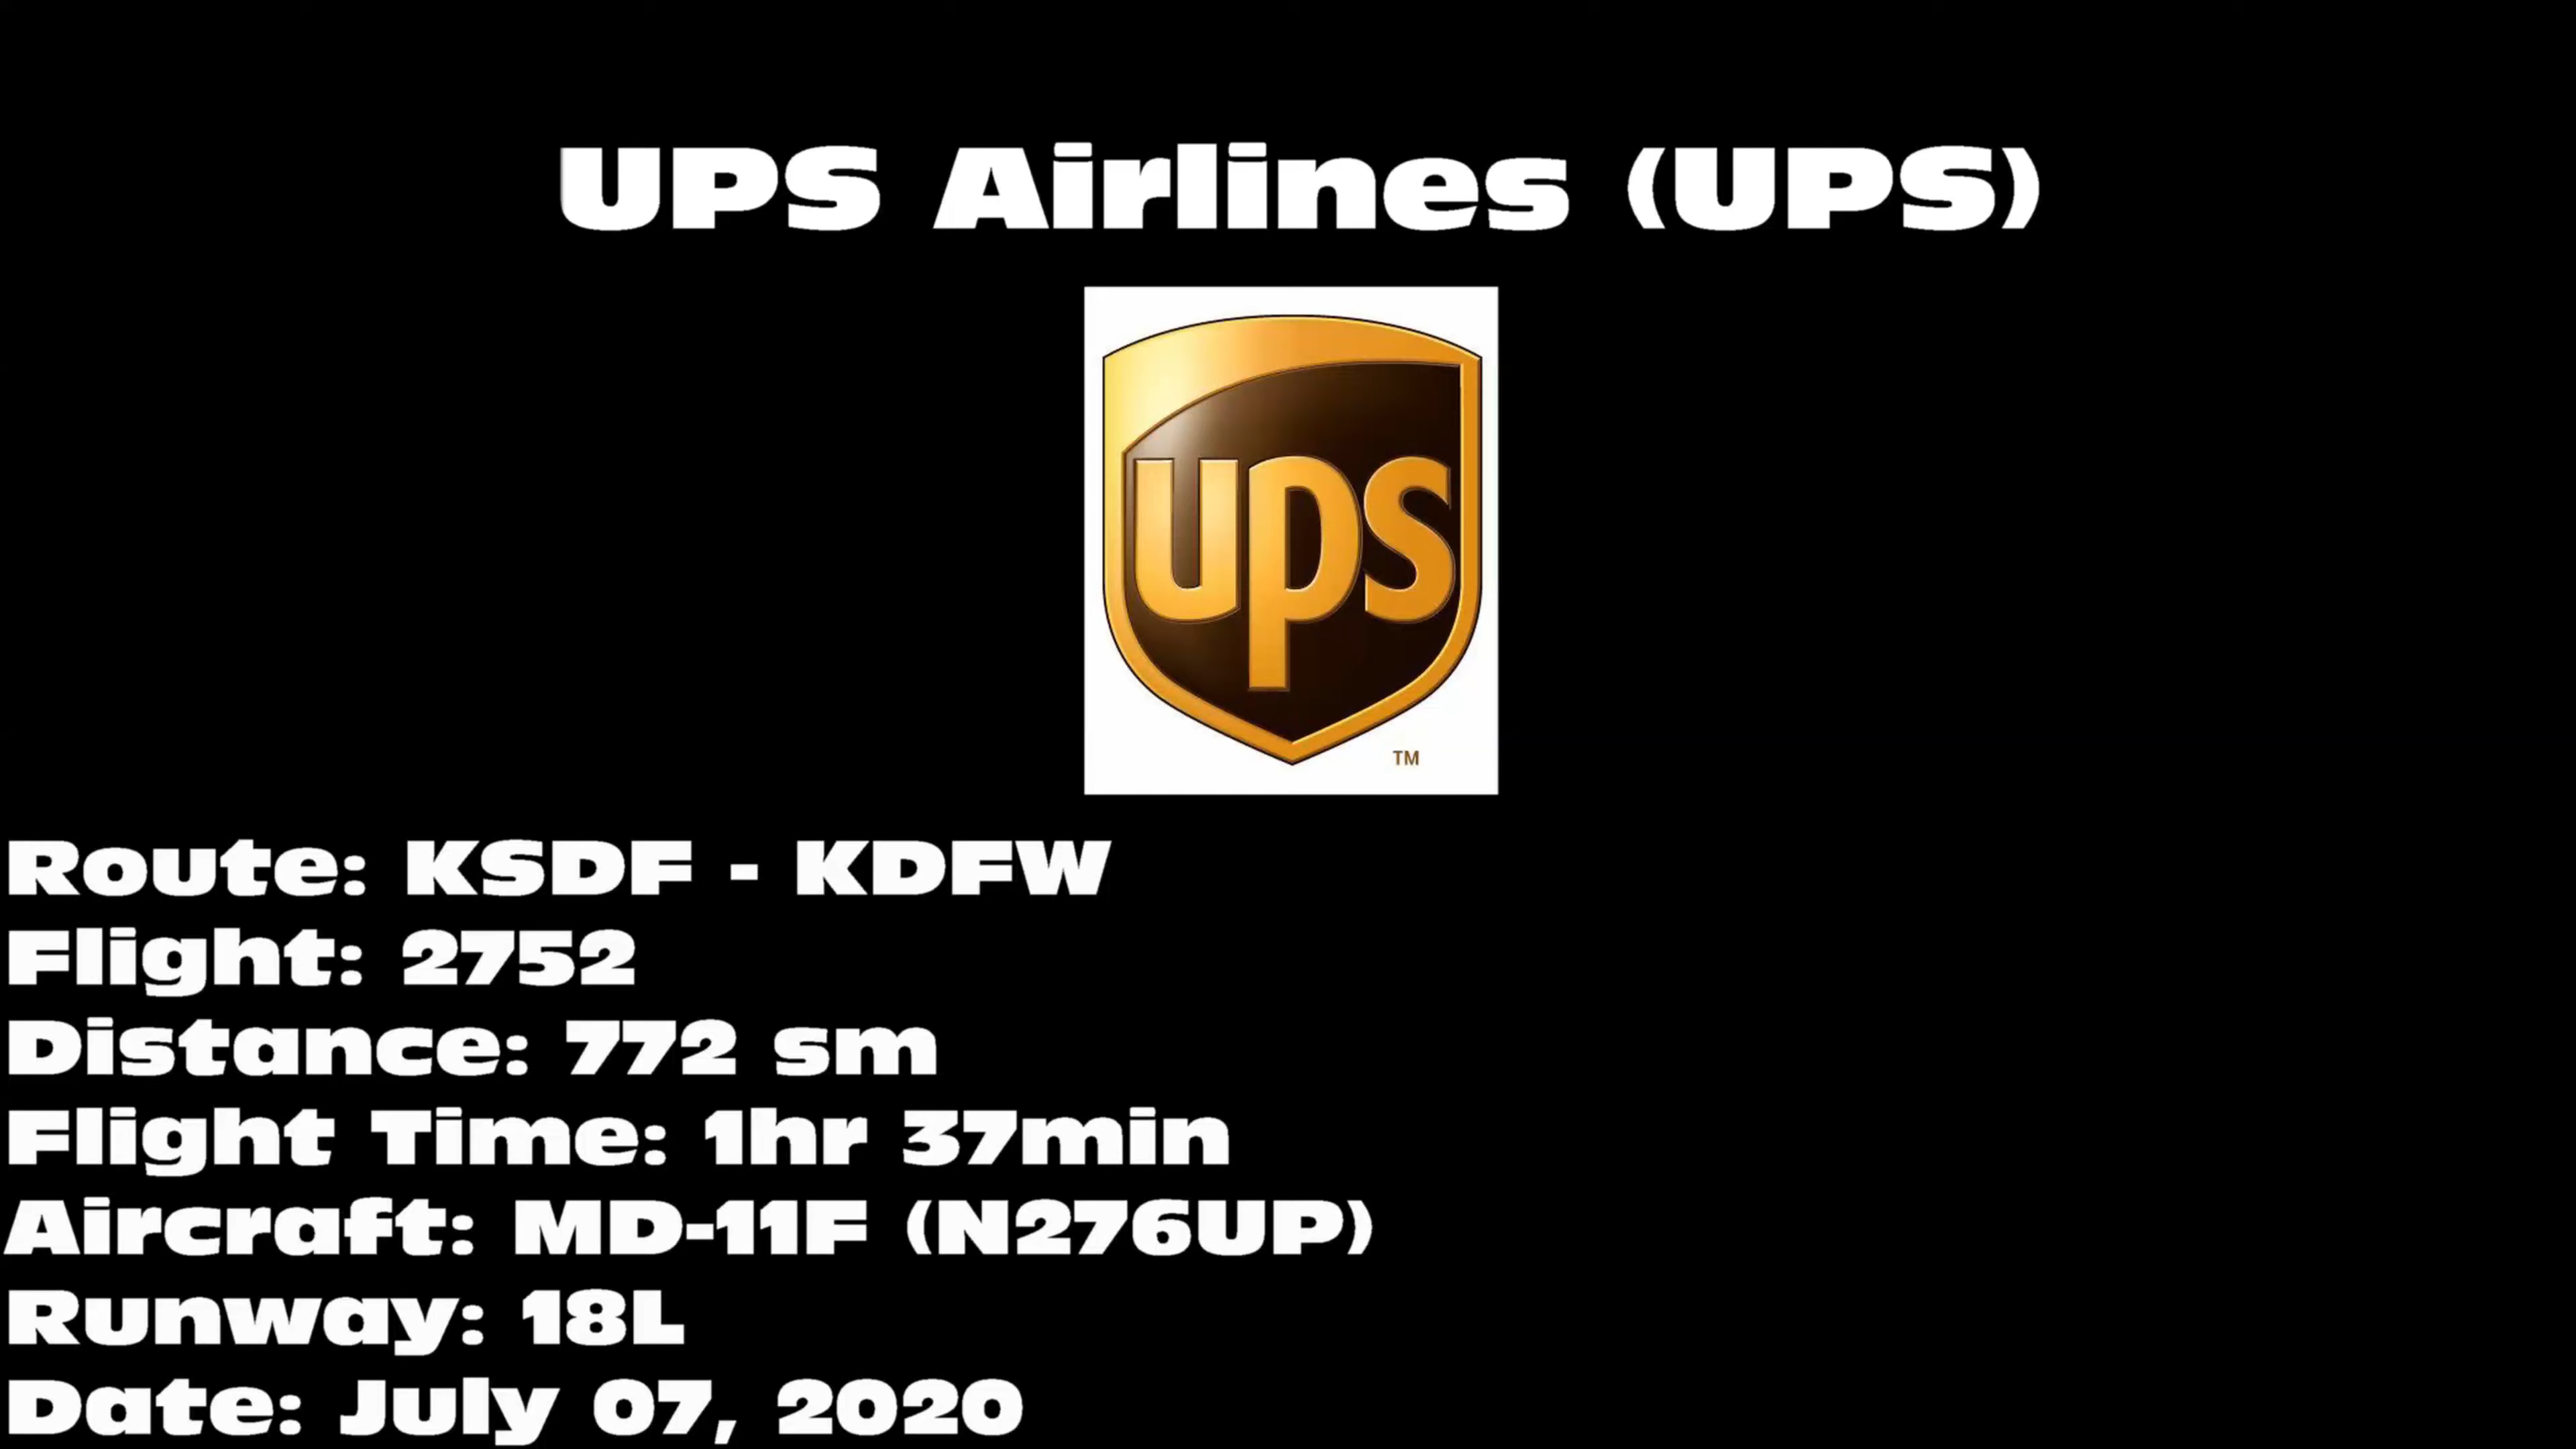 UPS Airlines (UPS)
ups
TM
Route: KSDF - KDFW
Flight: 2752
Distance: 772 sm
Flight Time: 1hr 37min
Aircraft: MD-11F (N276UP)
Runway: 18L
Date: July 07, 2020